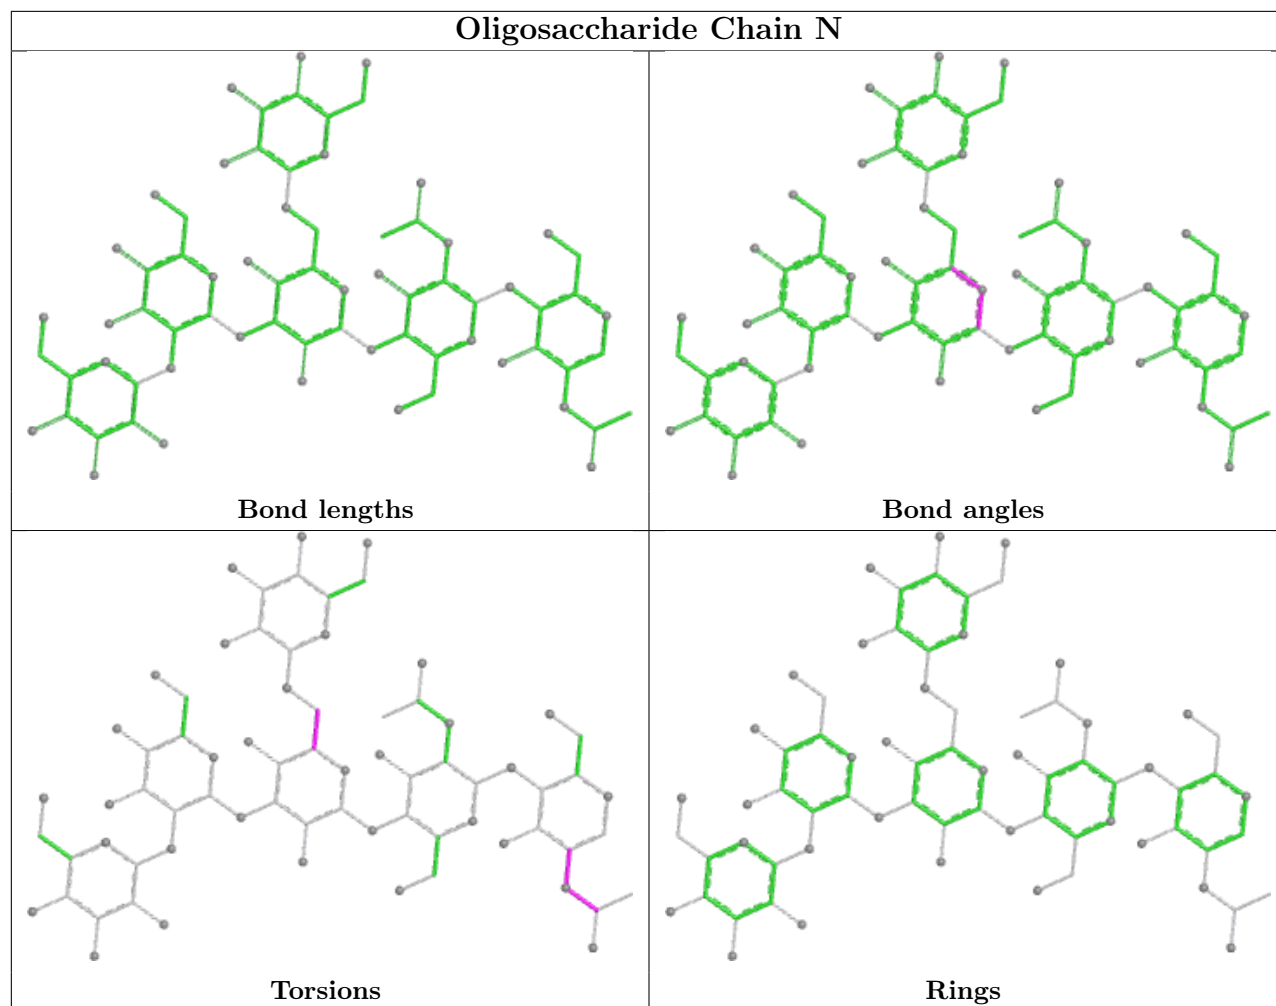 Oligosaccharide Chain N
Bond lengths
Bond angles
Torsions
Rings